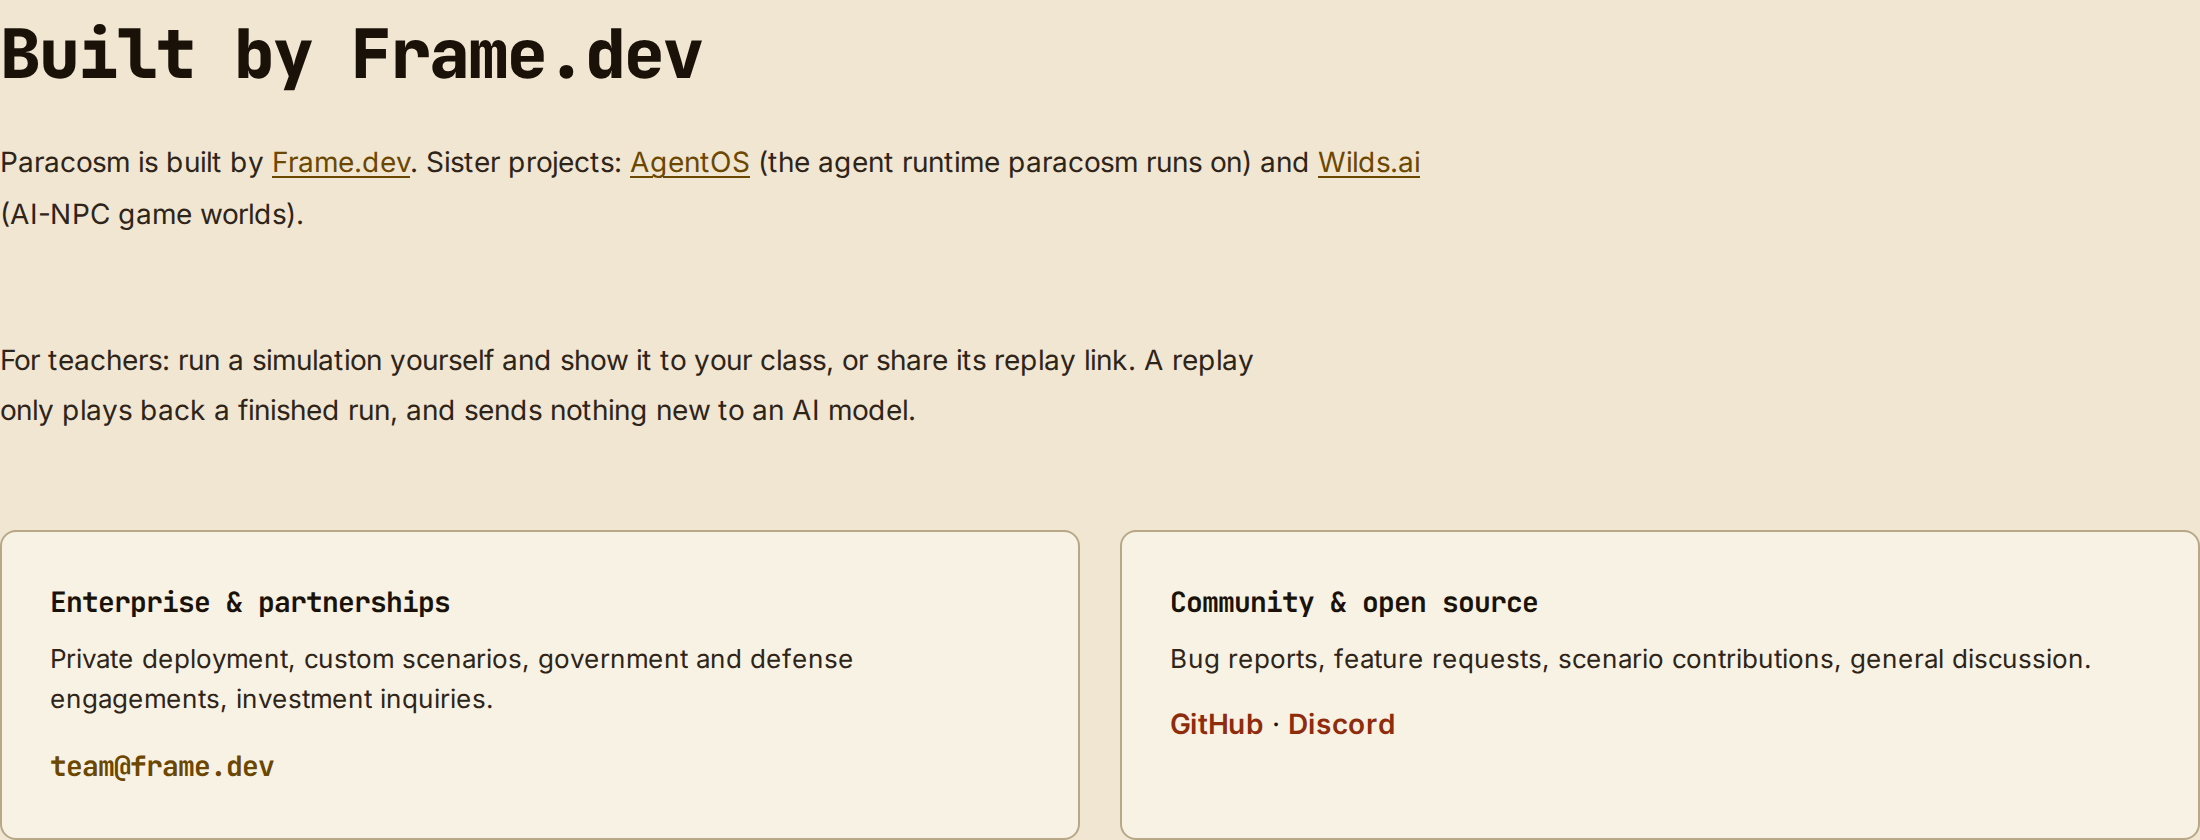 Built by Frame.dev
Paracosm is built by Frame.dev. Sister projects: AgentOS (the agent runtime paracosm runs on) and Wilds.ai
(AI-NPC game worlds).
For teachers: run a simulation yourself and show it to your class, or share its replay link. A replay
only plays back a finished run, and sends nothing new to an AI model.
Enterprise & partnerships
Private deployment, custom scenarios, government and defense
engagements, investment inquiries.
team@frame.dev
Community & open source
Bug reports, feature requests, scenario contributions, general discussion.
GitHub · Discord